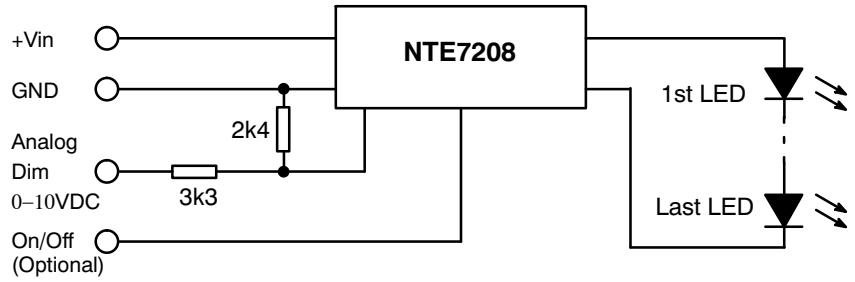 +Vin
NTE7208
GND
1st LED
2k4
Analog
Dim
3k3
0–10VDC
Last LED
On/Off
(Optional)